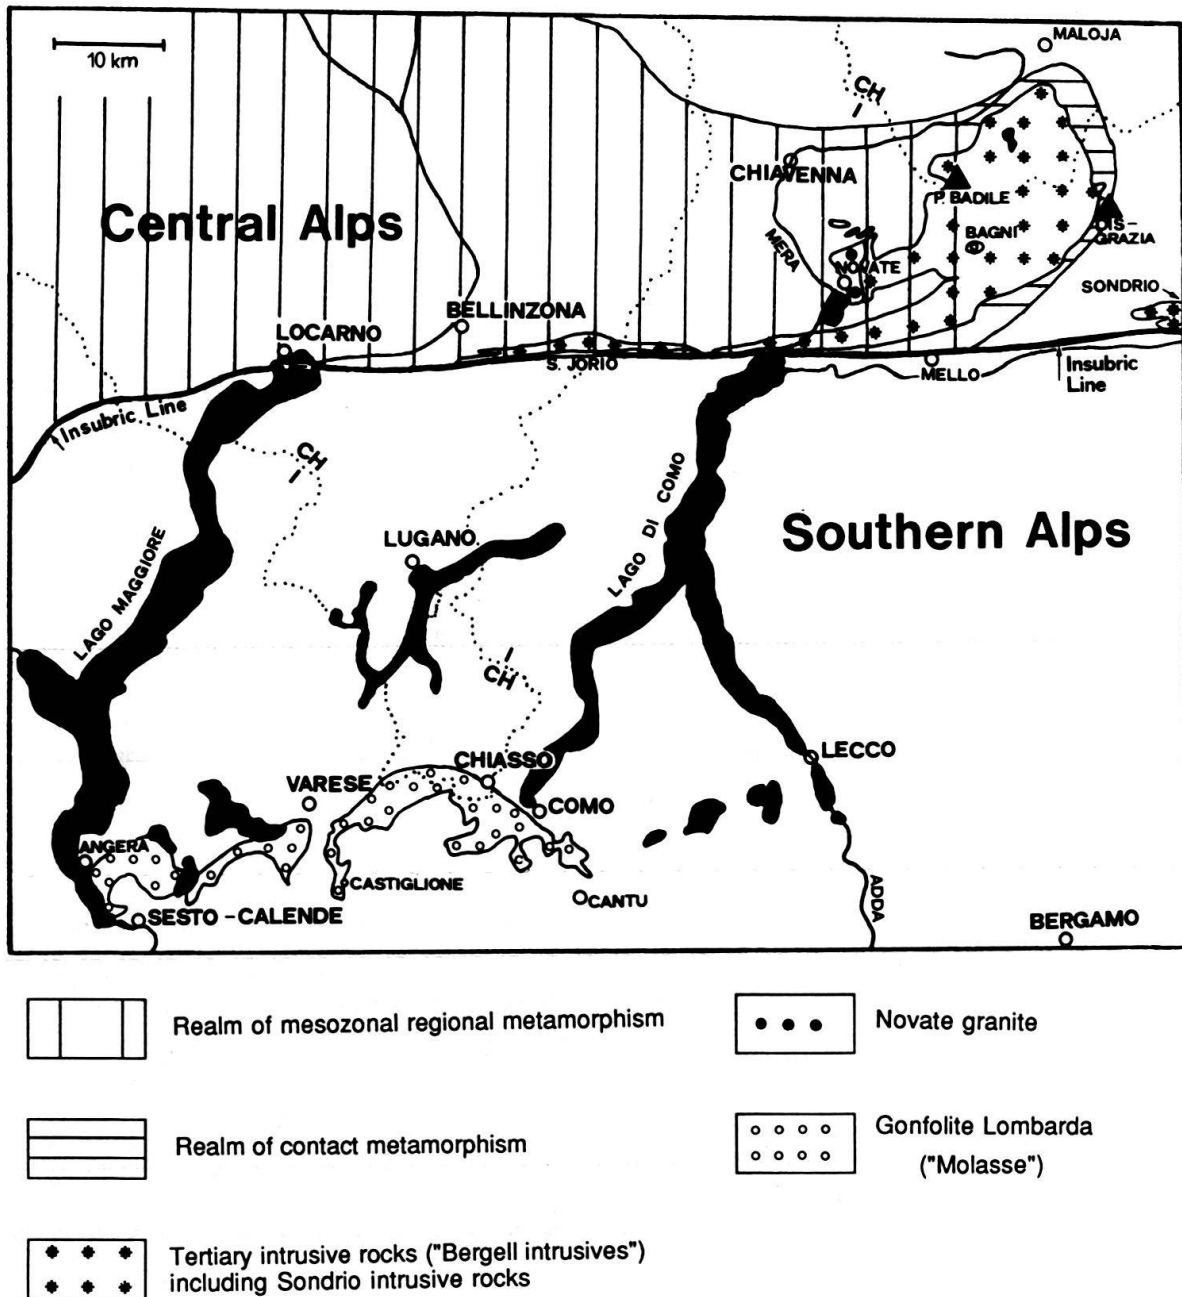 10 km
MALOJA
CH
CHIAVENNA
P. BADILE
Central Alps
BAGNI
DIS-
GRAZIA
MERA
NOVATE
SONDRIO
BELLINZONA
LOCARNO
S. JORIO
MELLO
Insubric
Line
Insubric Line
CH
LAGO MAGGIORE
LUGANO
LAGO DI COMO
Southern Alps
CH
CHIASSO
LECCO
VARESE
COMO
ANGERA
CASTIGLIONE
CANTU
ADDA
SESTO-CALENDE
BERGAMO
Realm of mesozonal regional metamorphism
Novate granite
Realm of contact metamorphism
Gonfolite Lombarda
("Molasse")
Tertiary intrusive rocks ("Bergell intrusives")
including Sondrio intrusive rocks